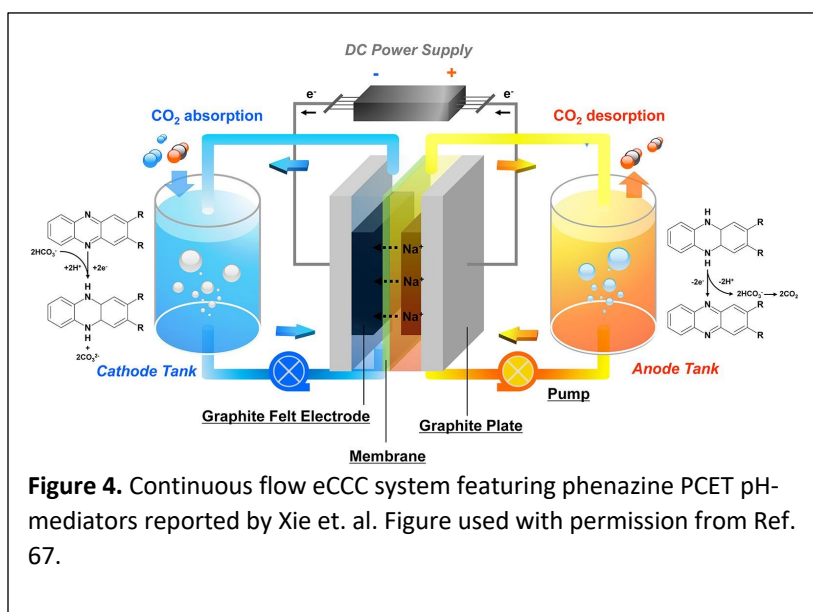 DC Power Supply
- +
e- e-
CO2 absorption
CO2 desorption
N
R
N
R
2HCO3-
+2H+ +2e-
H
N
R
N
R
H
+
2CO32-
Na+
Na+
Na+
H
N
R
N
R
H
-2e- -2H+
2HCO3- → 2CO2
N
R
N
R
Cathode Tank
Anode Tank
Pump
Graphite Felt Electrode
Graphite Plate
Membrane
Figure 4. Continuous flow eCCC system featuring phenazine PCET pH-
mediators reported by Xie et. al. Figure used with permission from Ref.
67.